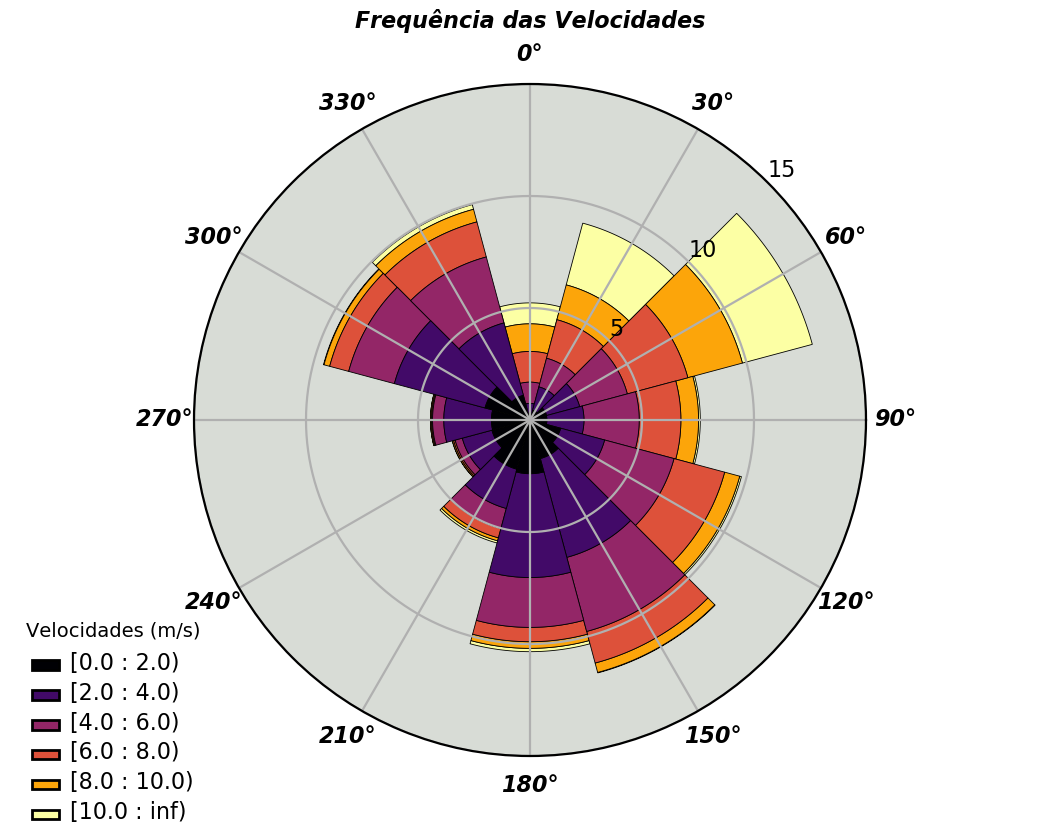 Frequência das Velocidades
0°
330°
30°
15
300°
60°
10
5
270°
90°
240°
120°
210°
150°
180°
Velocidades (m/s)
[0.0 : 2.0)
[2.0 : 4.0)
[4.0 : 6.0)
[6.0 : 8.0)
[8.0 : 10.0)
[10.0 : inf)